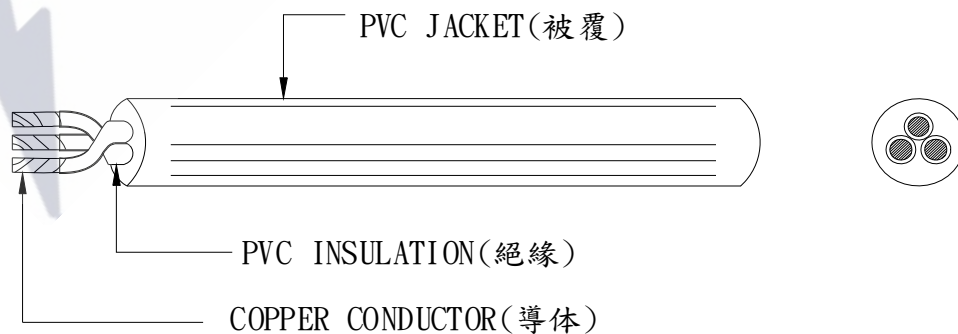 PVC JACKET(被覆)
PVC INSULATION(絕緣)
COPPER CONDUCTOR(導体)